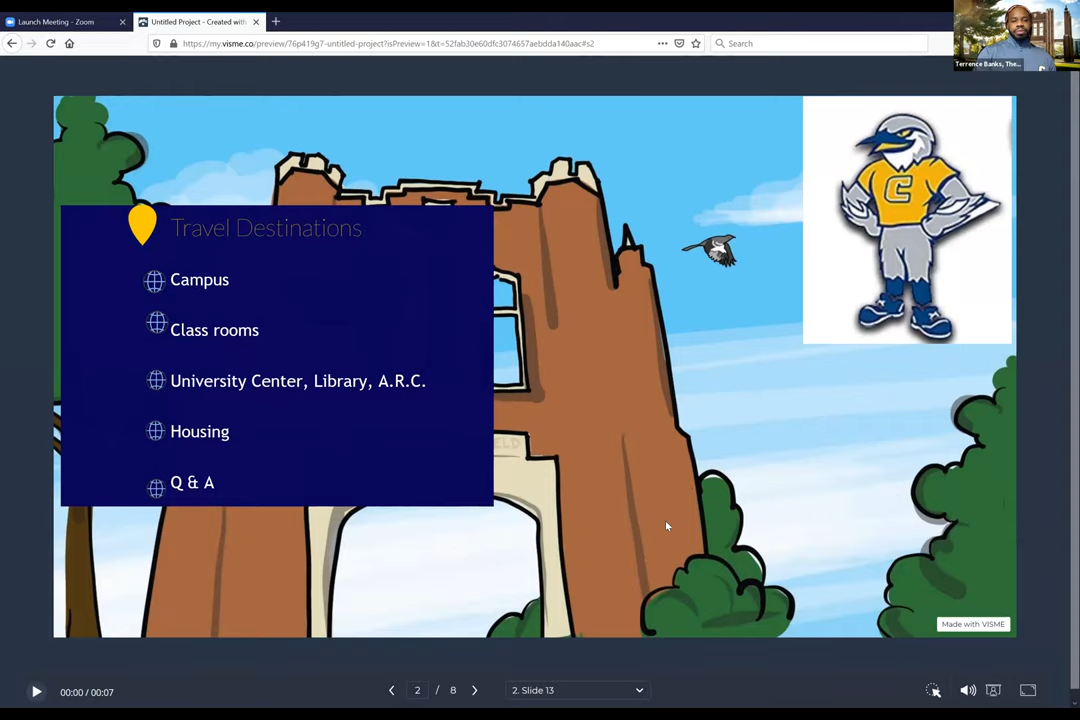 Launch Meeting - Zoom
Untitled Project - Created with
https://my.visme.co/preview/76p419g7-untitled-project?isPreview=1&t=52fab30e60dfc3074657aebdda140aac#s2
Search
Terrence Banks, The...
Travel Destinations
Campus
Class rooms
University Center, Library, A.R.C.
Housing
Q & A
C
Made with VISME
00:00 / 00:07
2 / 8
2. Slide 13